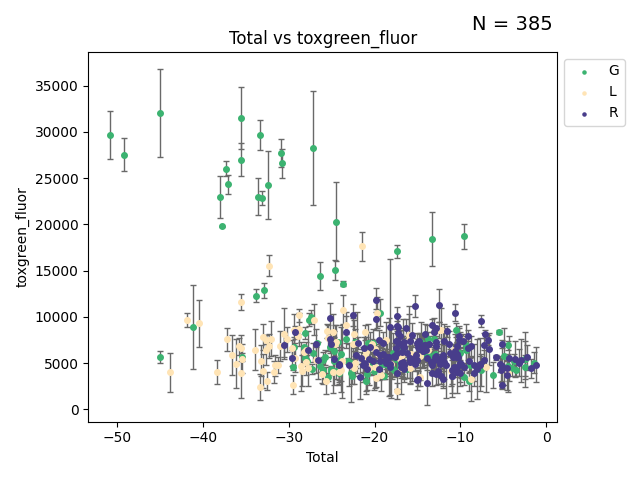 N = 385
Total vs toxgreen_fluor
G
L
R
35000
30000
25000
20000
15000
10000
5000
0
toxgreen_fluor
−50
−40
−30
−20
−10
0
Total